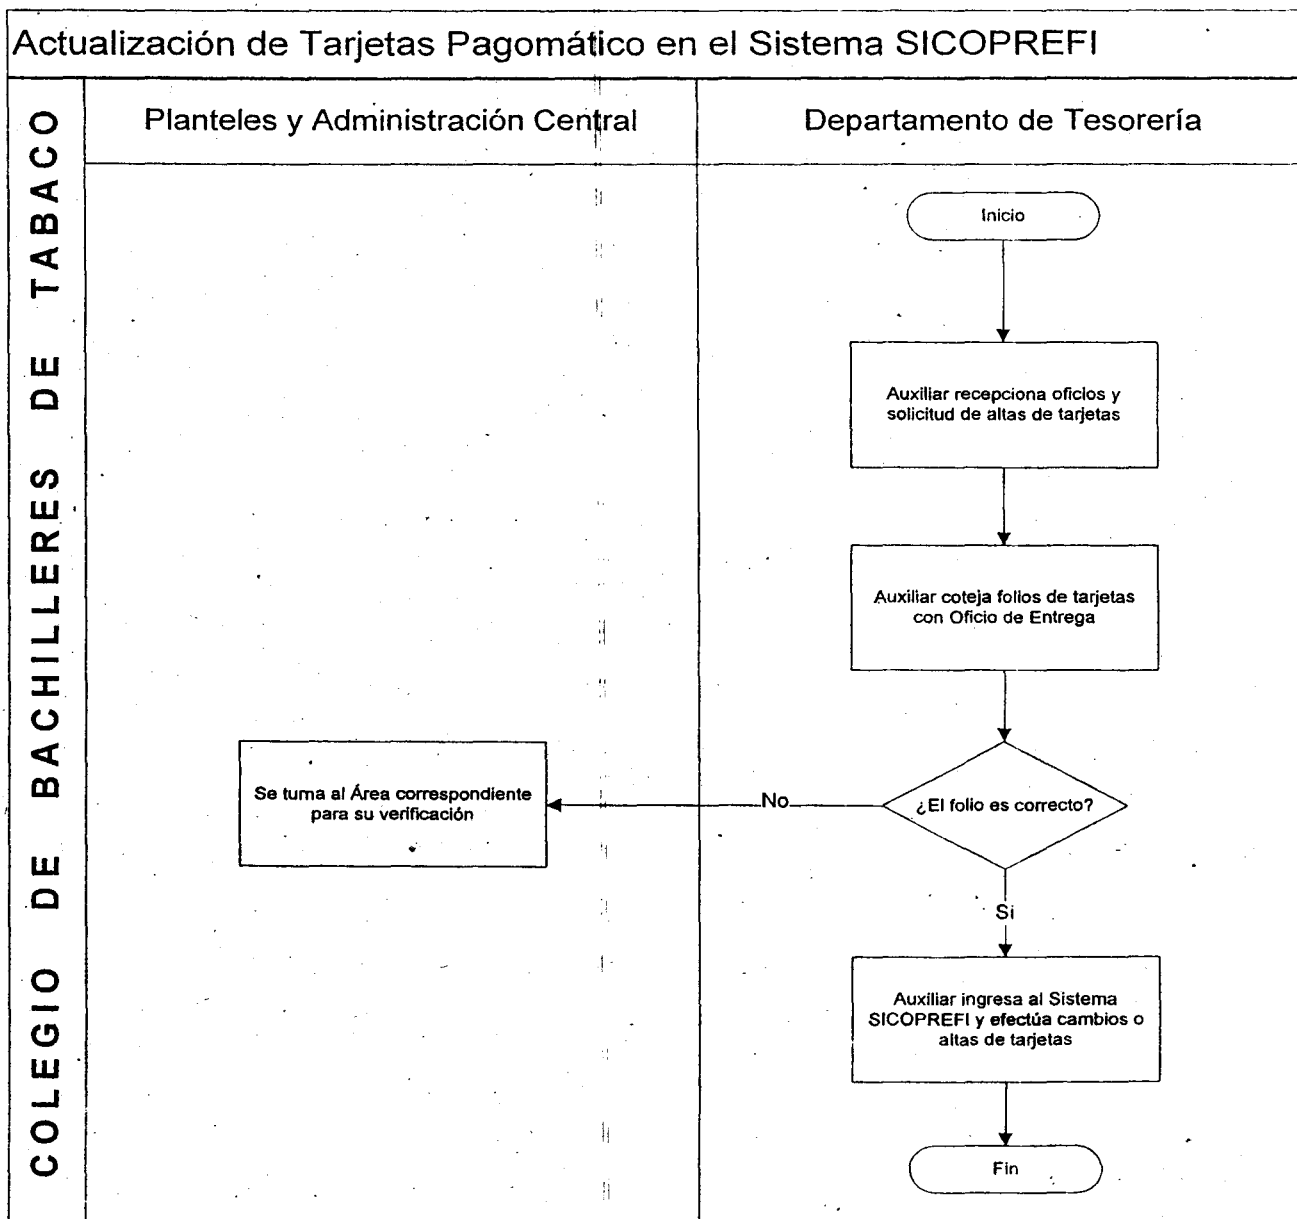 Actualización de Tarjetas Pagomático en el Sistema SICOPREFI
COLEGIO DE BACHILLERES DE TABACO
Planteles y Administración Central
Departamento de Tesorería
Inicio
Auxiliar recepciona oficios y
solicitud de altas de tarjetas
Auxiliar coteja folios de tarjetas
con Oficio de Entrega
¿El folio es correcto?
No
Se turna al Área correspondiente
para su verificación
Si
Auxiliar ingresa al Sistema
SICOPREFI y efectúa cambios o
altas de tarjetas
Fin